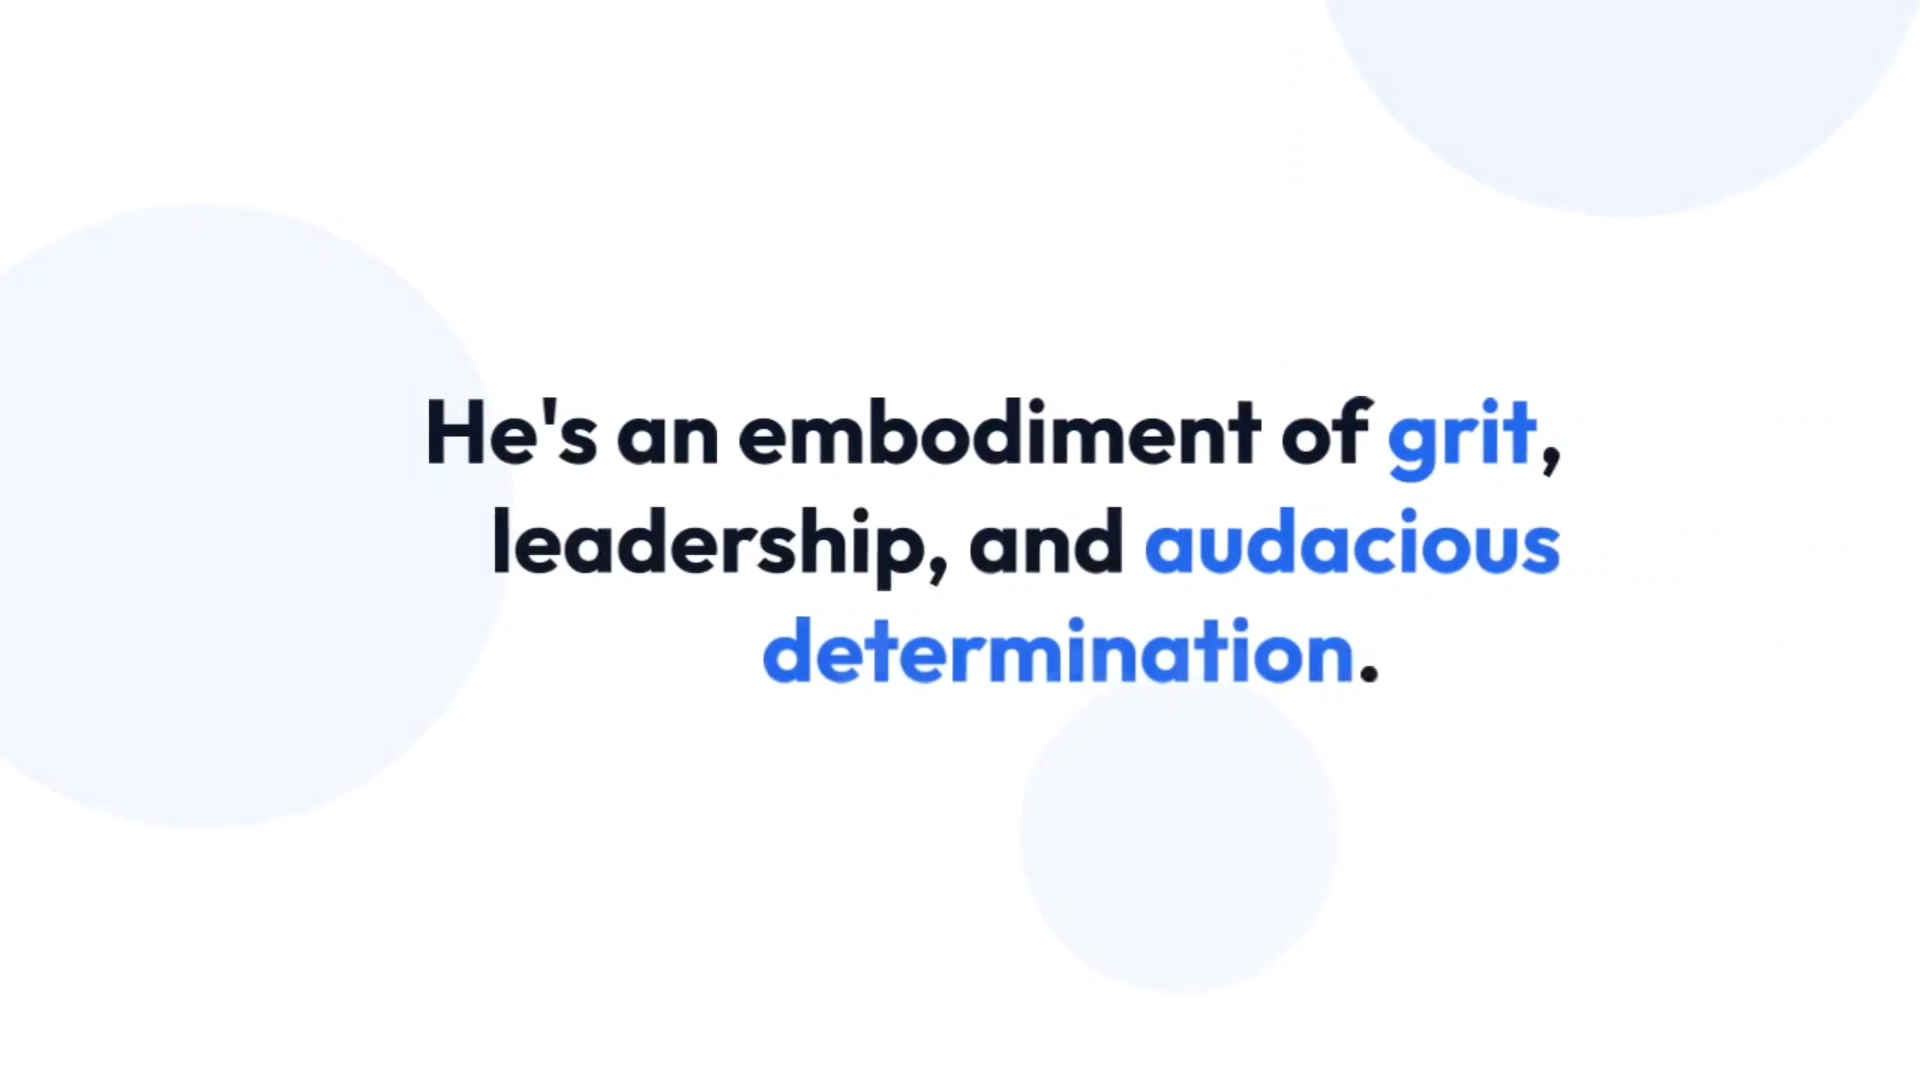 He's an embodiment of grit,
leadership, and audacious
determination.